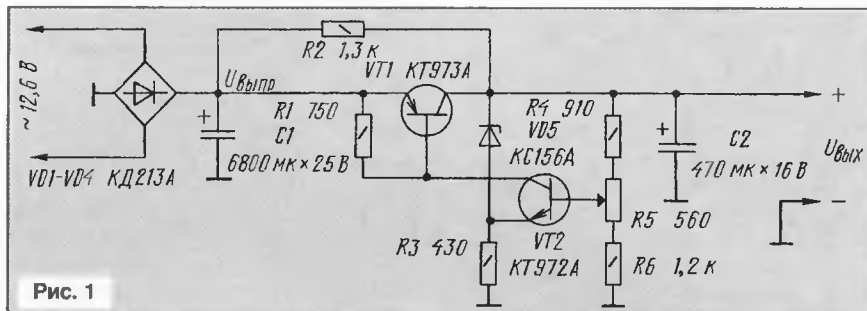 R2 1,3 к
VT1 КТ973А
Uвыпр
~12,6 В
R1 750
C1
6800 мк × 25 В
VD1-VD4 КД213А
R4 910
VD5
КС156А
C2
470 мк × 16 В
Uвых
+
+
+
−
R3 430
VT2
КТ972А
R5 560
R6 1,2 к
Рис. 1